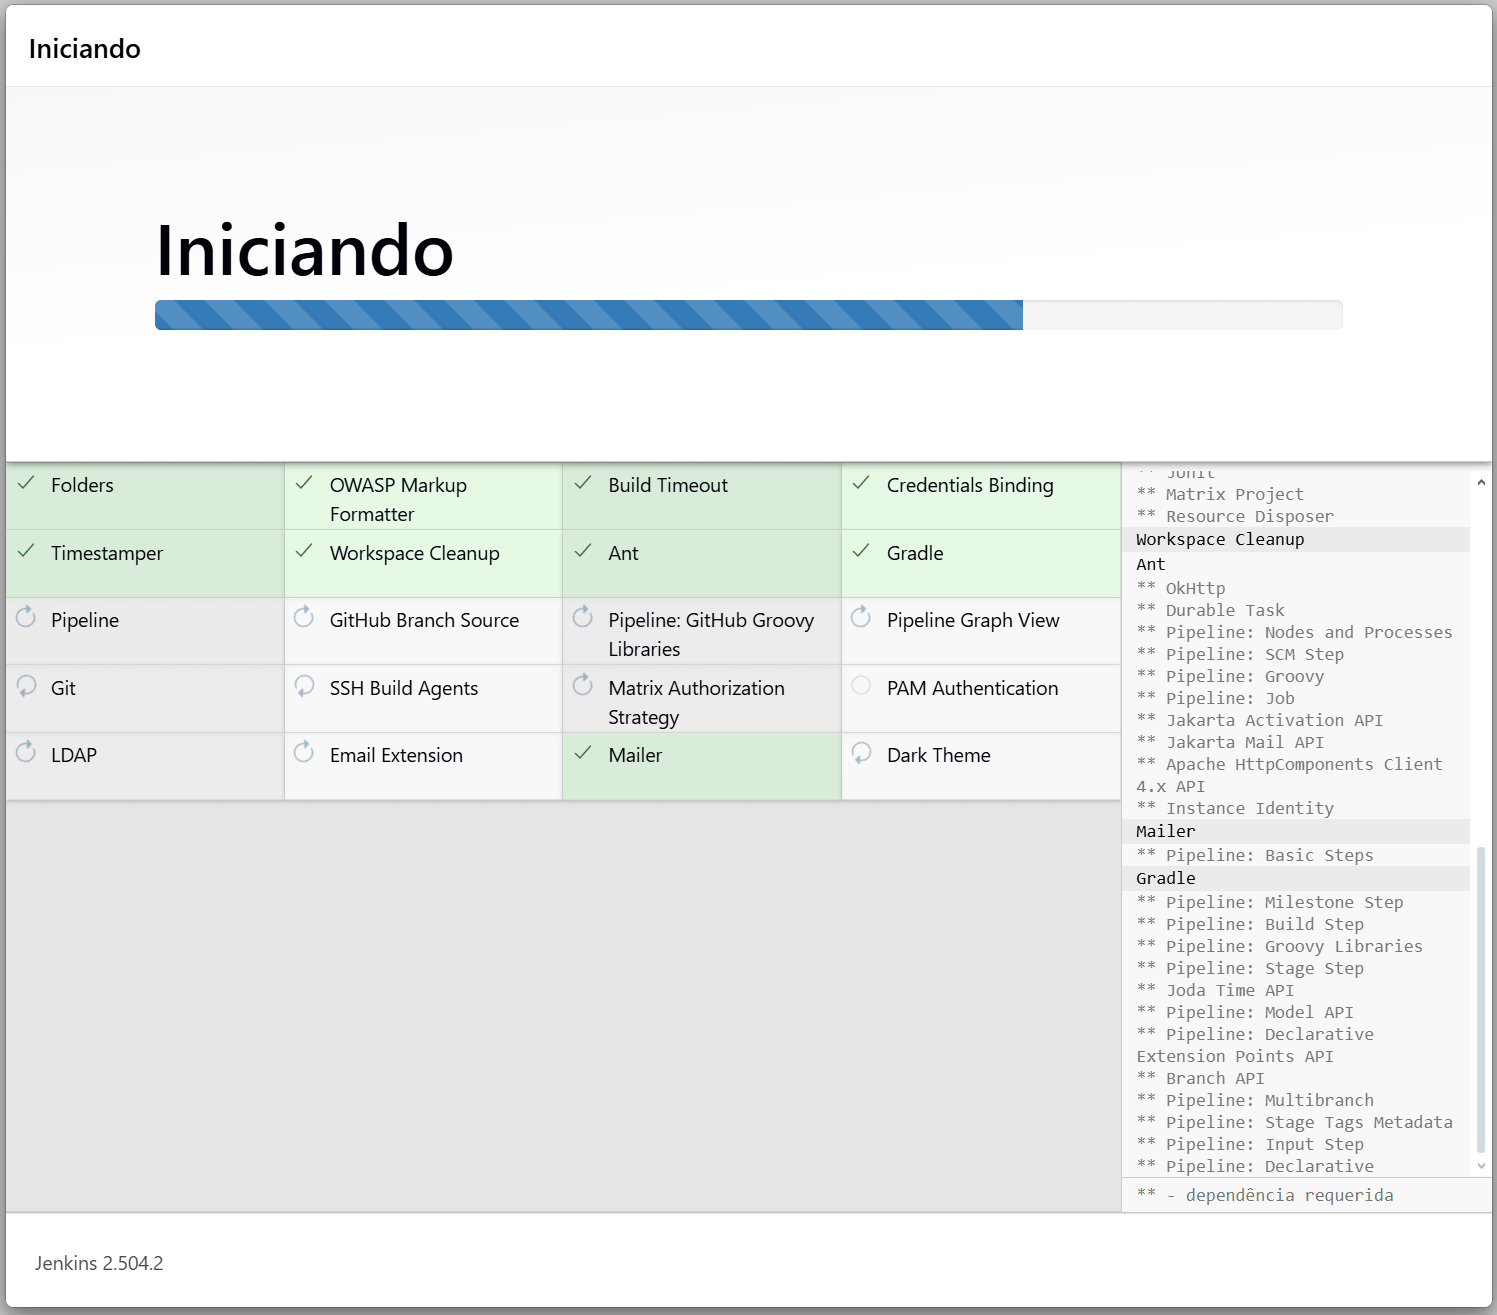 Iniciando
Iniciando
Folders
OWASP Markup
Formatter
Build Timeout
Credentials Binding
Timestamper
Workspace Cleanup
Ant
Gradle
Pipeline
GitHub Branch Source
Pipeline: GitHub Groovy
Libraries
Pipeline Graph View
Git
SSH Build Agents
Matrix Authorization
Strategy
PAM Authentication
LDAP
Email Extension
Mailer
Dark Theme
** JUnit
** Matrix Project
** Resource Disposer
Workspace Cleanup
Ant
** OkHttp
** Durable Task
** Pipeline: Nodes and Processes
** Pipeline: SCM Step
** Pipeline: Groovy
** Pipeline: Job
** Jakarta Activation API
** Jakarta Mail API
** Apache HttpComponents Client
4.x API
** Instance Identity
Mailer
** Pipeline: Basic Steps
Gradle
** Pipeline: Milestone Step
** Pipeline: Build Step
** Pipeline: Groovy Libraries
** Pipeline: Stage Step
** Joda Time API
** Pipeline: Model API
** Pipeline: Declarative
Extension Points API
** Branch API
** Pipeline: Multibranch
** Pipeline: Stage Tags Metadata
** Pipeline: Input Step
** Pipeline: Declarative
** - dependência requerida
Jenkins 2.504.2